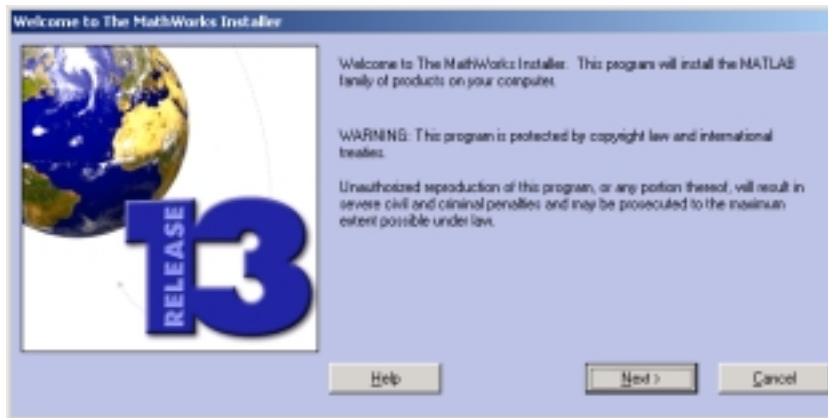 Welcome to The MathWorks Installer
Welcome to The MathWorks Installer. This program will install the MATLAB
family of products on your computer.
WARNING: This program is protected by copyright law and international
treaties.
Unauthorized reproduction of this program, or any portion thereof, will result in
severe civil and criminal penalties and may be prosecuted to the maximum
extent possible under law.
RELEASE
13
Help
Next >
Cancel